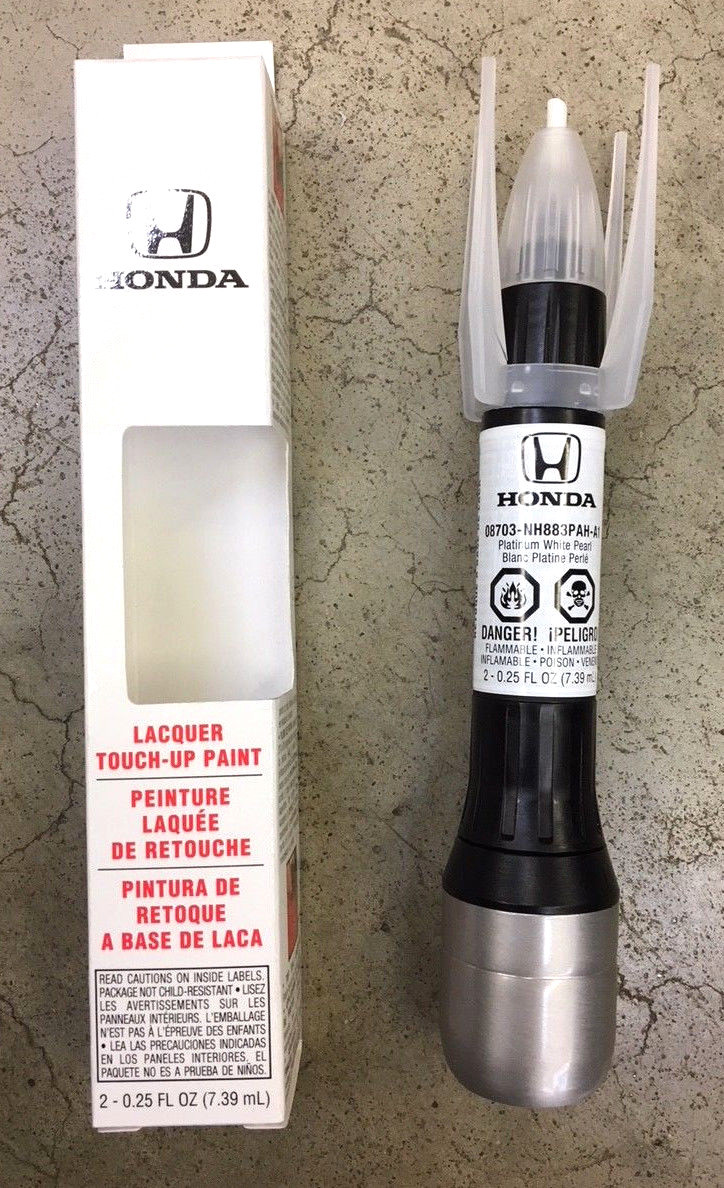 HONDA
LACQUER
TOUCH-UP PAINT
PEINTURE
LAQUÉE
DE RETOUCHE
PINTURA DE
RETOQUE
A BASE DE LACA
READ CAUTIONS ON INSIDE LABELS.
PACKAGE NOT CHILD-RESISTANT • LISEZ
LES AVERTISSEMENTS SUR LES
PANNEAUX INTÉRIEURS. L'EMBALLAGE
N'EST PAS À L'ÉPREUVE DES ENFANTS
• LEA LAS PRECAUCIONES INDICADAS
EN LOS PANELES INTERIORES. EL
PAQUETE NO ES A PRUEBA DE NIÑOS.
2 - 0.25 FL OZ (7.39 mL)
HONDA
08703-NH883PAH-A1
Platinum White Pearl
Blanc Platine Perlé
DANGER! ¡PELIGRO
FLAMMABLE • INFLAMMABLE
INFLAMABLE • POISON • VENEN
2 - 0.25 FL OZ (7.39 mL